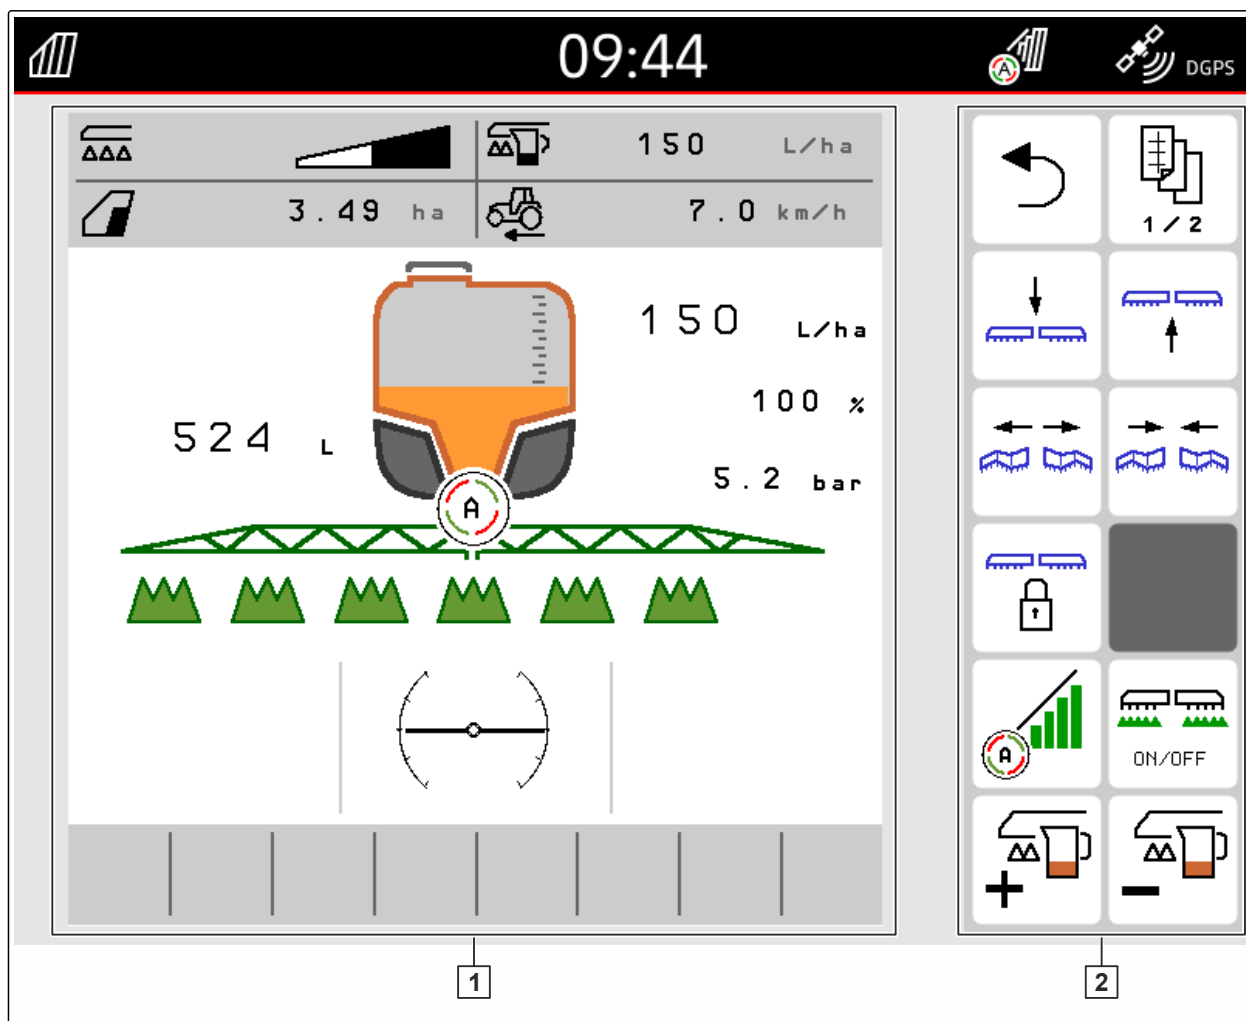 09:44
A
DGPS
150 L/ha
3.49 ha
7.0 km/h
1/2
150 L/ha
100 %
524 L
5.2 bar
A
A
ON/OFF
1
2